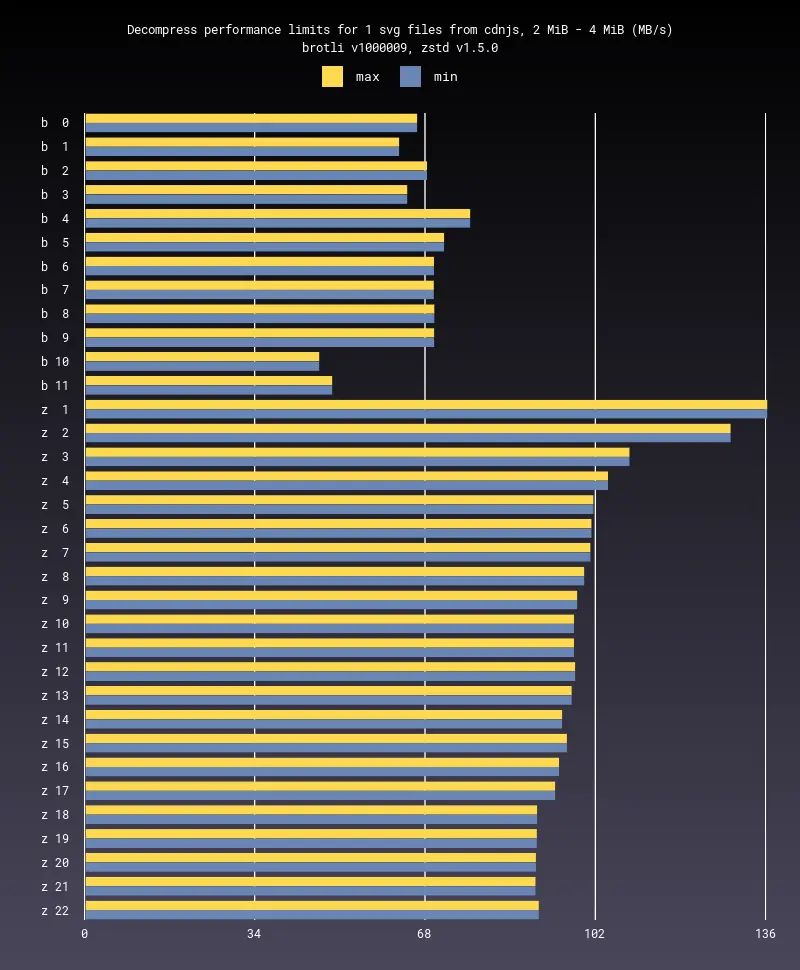 Decompress performance limits for 1 svg files from cdnjs, 2 MiB - 4 MiB (MB/s)
brotli v1000009, zstd v1.5.0
max min
b 0
b 1
b 2
b 3
b 4
b 5
b 6
b 7
b 8
b 9
b 10
b 11
z 1
z 2
z 3
z 4
z 5
z 6
z 7
z 8
z 9
z 10
z 11
z 12
z 13
z 14
z 15
z 16
z 17
z 18
z 19
z 20
z 21
z 22
0 34 68 102 136